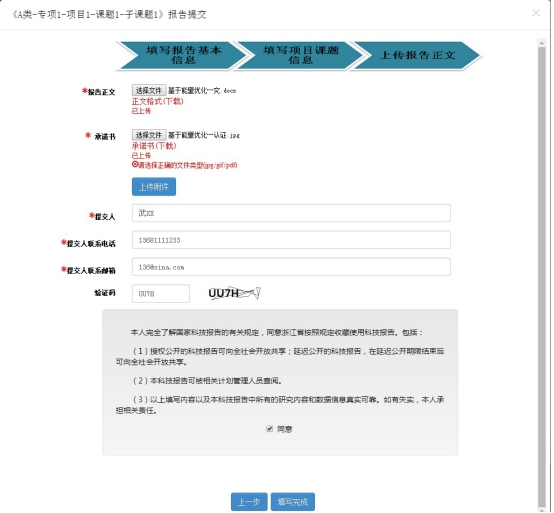 《A类-专项1-项目1-课题1-子课题1》报告提交
×
填写报告基本信息
填写项目课题信息
上传报告正文
*报告正文
选择文件 基于能量优化一究.docx
正文格式(下载)
已上传
* 承诺书
选择文件 基于能量优化一认证.jpg
承诺书(下载)
已上传
请选择正确的文件类型(jpg/gif/pdf)
上传附件
*提交人
武XX
*提交人联系电话
13681111233
*提交人联系邮箱
136@sina.com
验证码
UU7H
UU7H
本人完全了解国家科技报告的有关规定，同意浙江省按照规定收藏使用科技报告。包括：
（1）授权公开的科技报告可向全社会开放共享；延迟公开的科技报告，在延迟公开期限结束后
可向全社会开放共享。
（2）本科技报告可被相关计划管理人员查阅。
（3）以上填写内容以及本科技报告中所有的研究内容和数据信息真实可靠。如有失实，本人承
担相关责任。
同意
上一步
填写完成